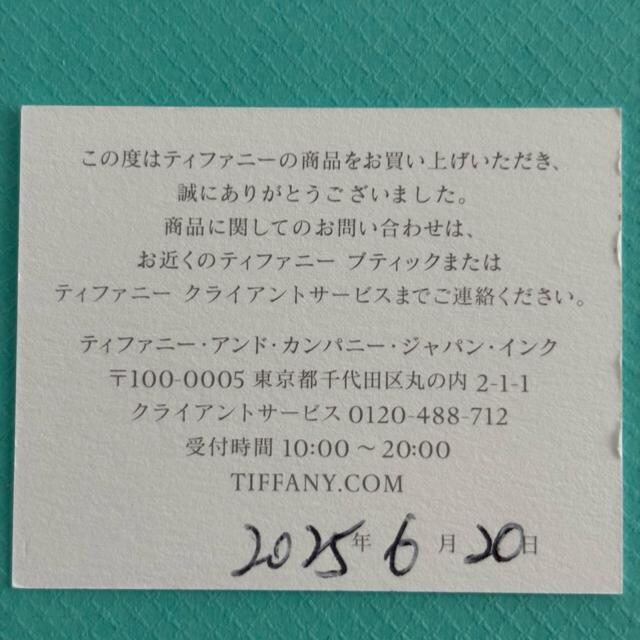 この度はティファニーの商品をお買い上げいただき、
誠にありがとうございました。
商品に関してのお問い合わせは、
お近くのティファニー ブティックまたは
ティファニー クライアントサービスまでご連絡ください。
ティファニー・アンド・カンパニー・ジャパン・インク
〒100-0005 東京都千代田区丸の内 2-1-1
クライアントサービス 0120-488-712
受付時間 10:00 ～ 20:00
TIFFANY.COM
2025年 6月 20日